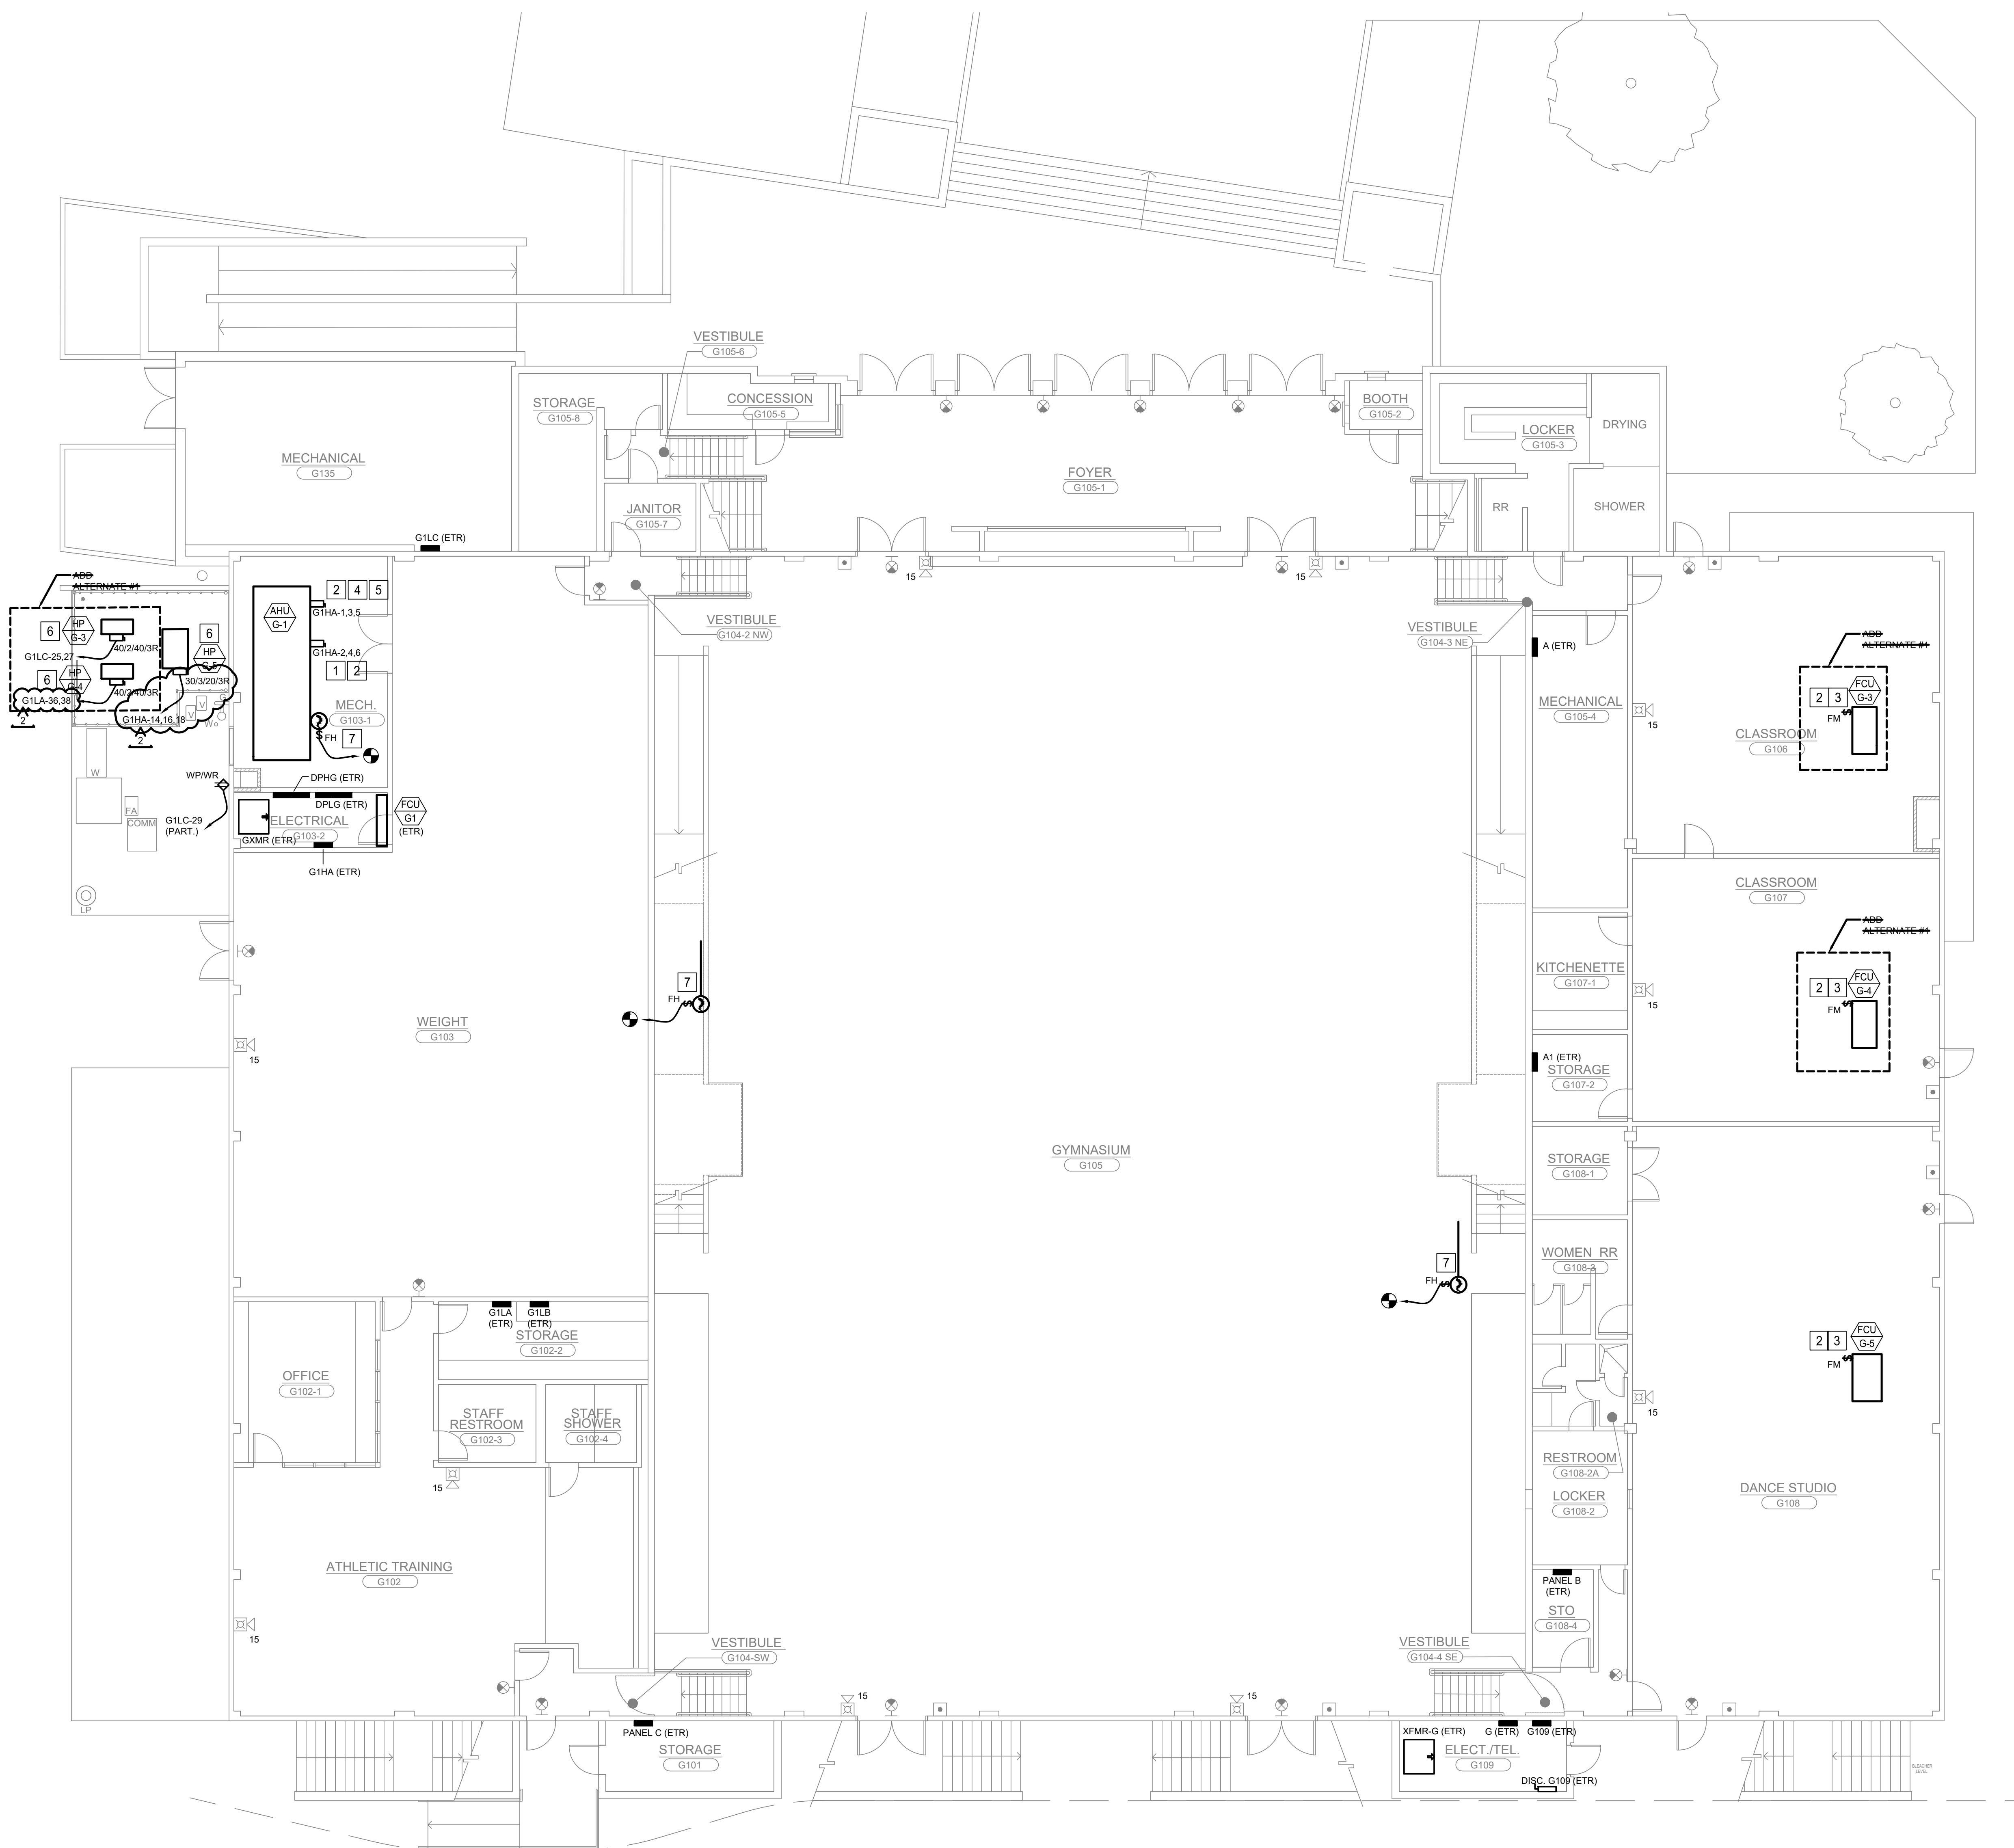 VESTIBULE
G105-6
STORAGE
G105-8
CONCESSION
G105-5
BOOTH
G105-2
LOCKER
G105-3
DRYING
MECHANICAL
G135
FOYER
G105-1
JANITOR
G105-7
RR
SHOWER
G1LC (ETR)
15
15
ADD
ALTERNATE #1
6
HP
G-3
40/2/40/3R
G1LC-25,27
6
HP
G-4
40/2/40/3R
G1LA-36,38
2
6
HP
G-5
30/3/20/3R
G1HA-14,16,18
2
V
V
G
W
AHU
G-1
2
4
5
G1HA-1,3,5
G1HA-2,4,6
1
2
MECH.
G103-1
$
FH
7
VESTIBULE
G104-2 NW
VESTIBULE
G104-3 NE
A (ETR)
MECHANICAL
G105-4
15
ADD
ALTERNATE #1
2
3
FCU
G-3
$
FM
CLASSROOM
G106
W
FA
COMM
LP
WP/WR
G1LC-29
(PART.)
DPHG (ETR)
DPLG (ETR)
ELECTRICAL
G103-2
GXMR (ETR)
G1HA (ETR)
FCU
G1
(ETR)
CLASSROOM
G107
ADD
ALTERNATE #1
2
3
FCU
G-4
$
FM
KITCHENETTE
G107-1
15
7
FH
$
WEIGHT
G103
15
A1 (ETR)
STORAGE
G107-2
GYMNASIUM
G105
STORAGE
G108-1
WOMEN RR
G108-3
7
FH
$
G1LA
(ETR)
G1LB
(ETR)
STORAGE
G102-2
2
3
FCU
G-5
$
FM
OFFICE
G102-1
STAFF
RESTROOM
G102-3
STAFF
SHOWER
G102-4
15
15
RESTROOM
G108-2A
LOCKER
G108-2
DANCE STUDIO
G108
ATHLETIC TRAINING
G102
15
PANEL B
(ETR)
STO
G108-4
VESTIBULE
G104-SW
VESTIBULE
G104-4 SE
15
15
PANEL C (ETR)
STORAGE
G101
XFMR-G (ETR)
G (ETR)
G109 (ETR)
ELECT./TEL.
G109
DISC. G109 (ETR)
BLEACHER
LEVEL